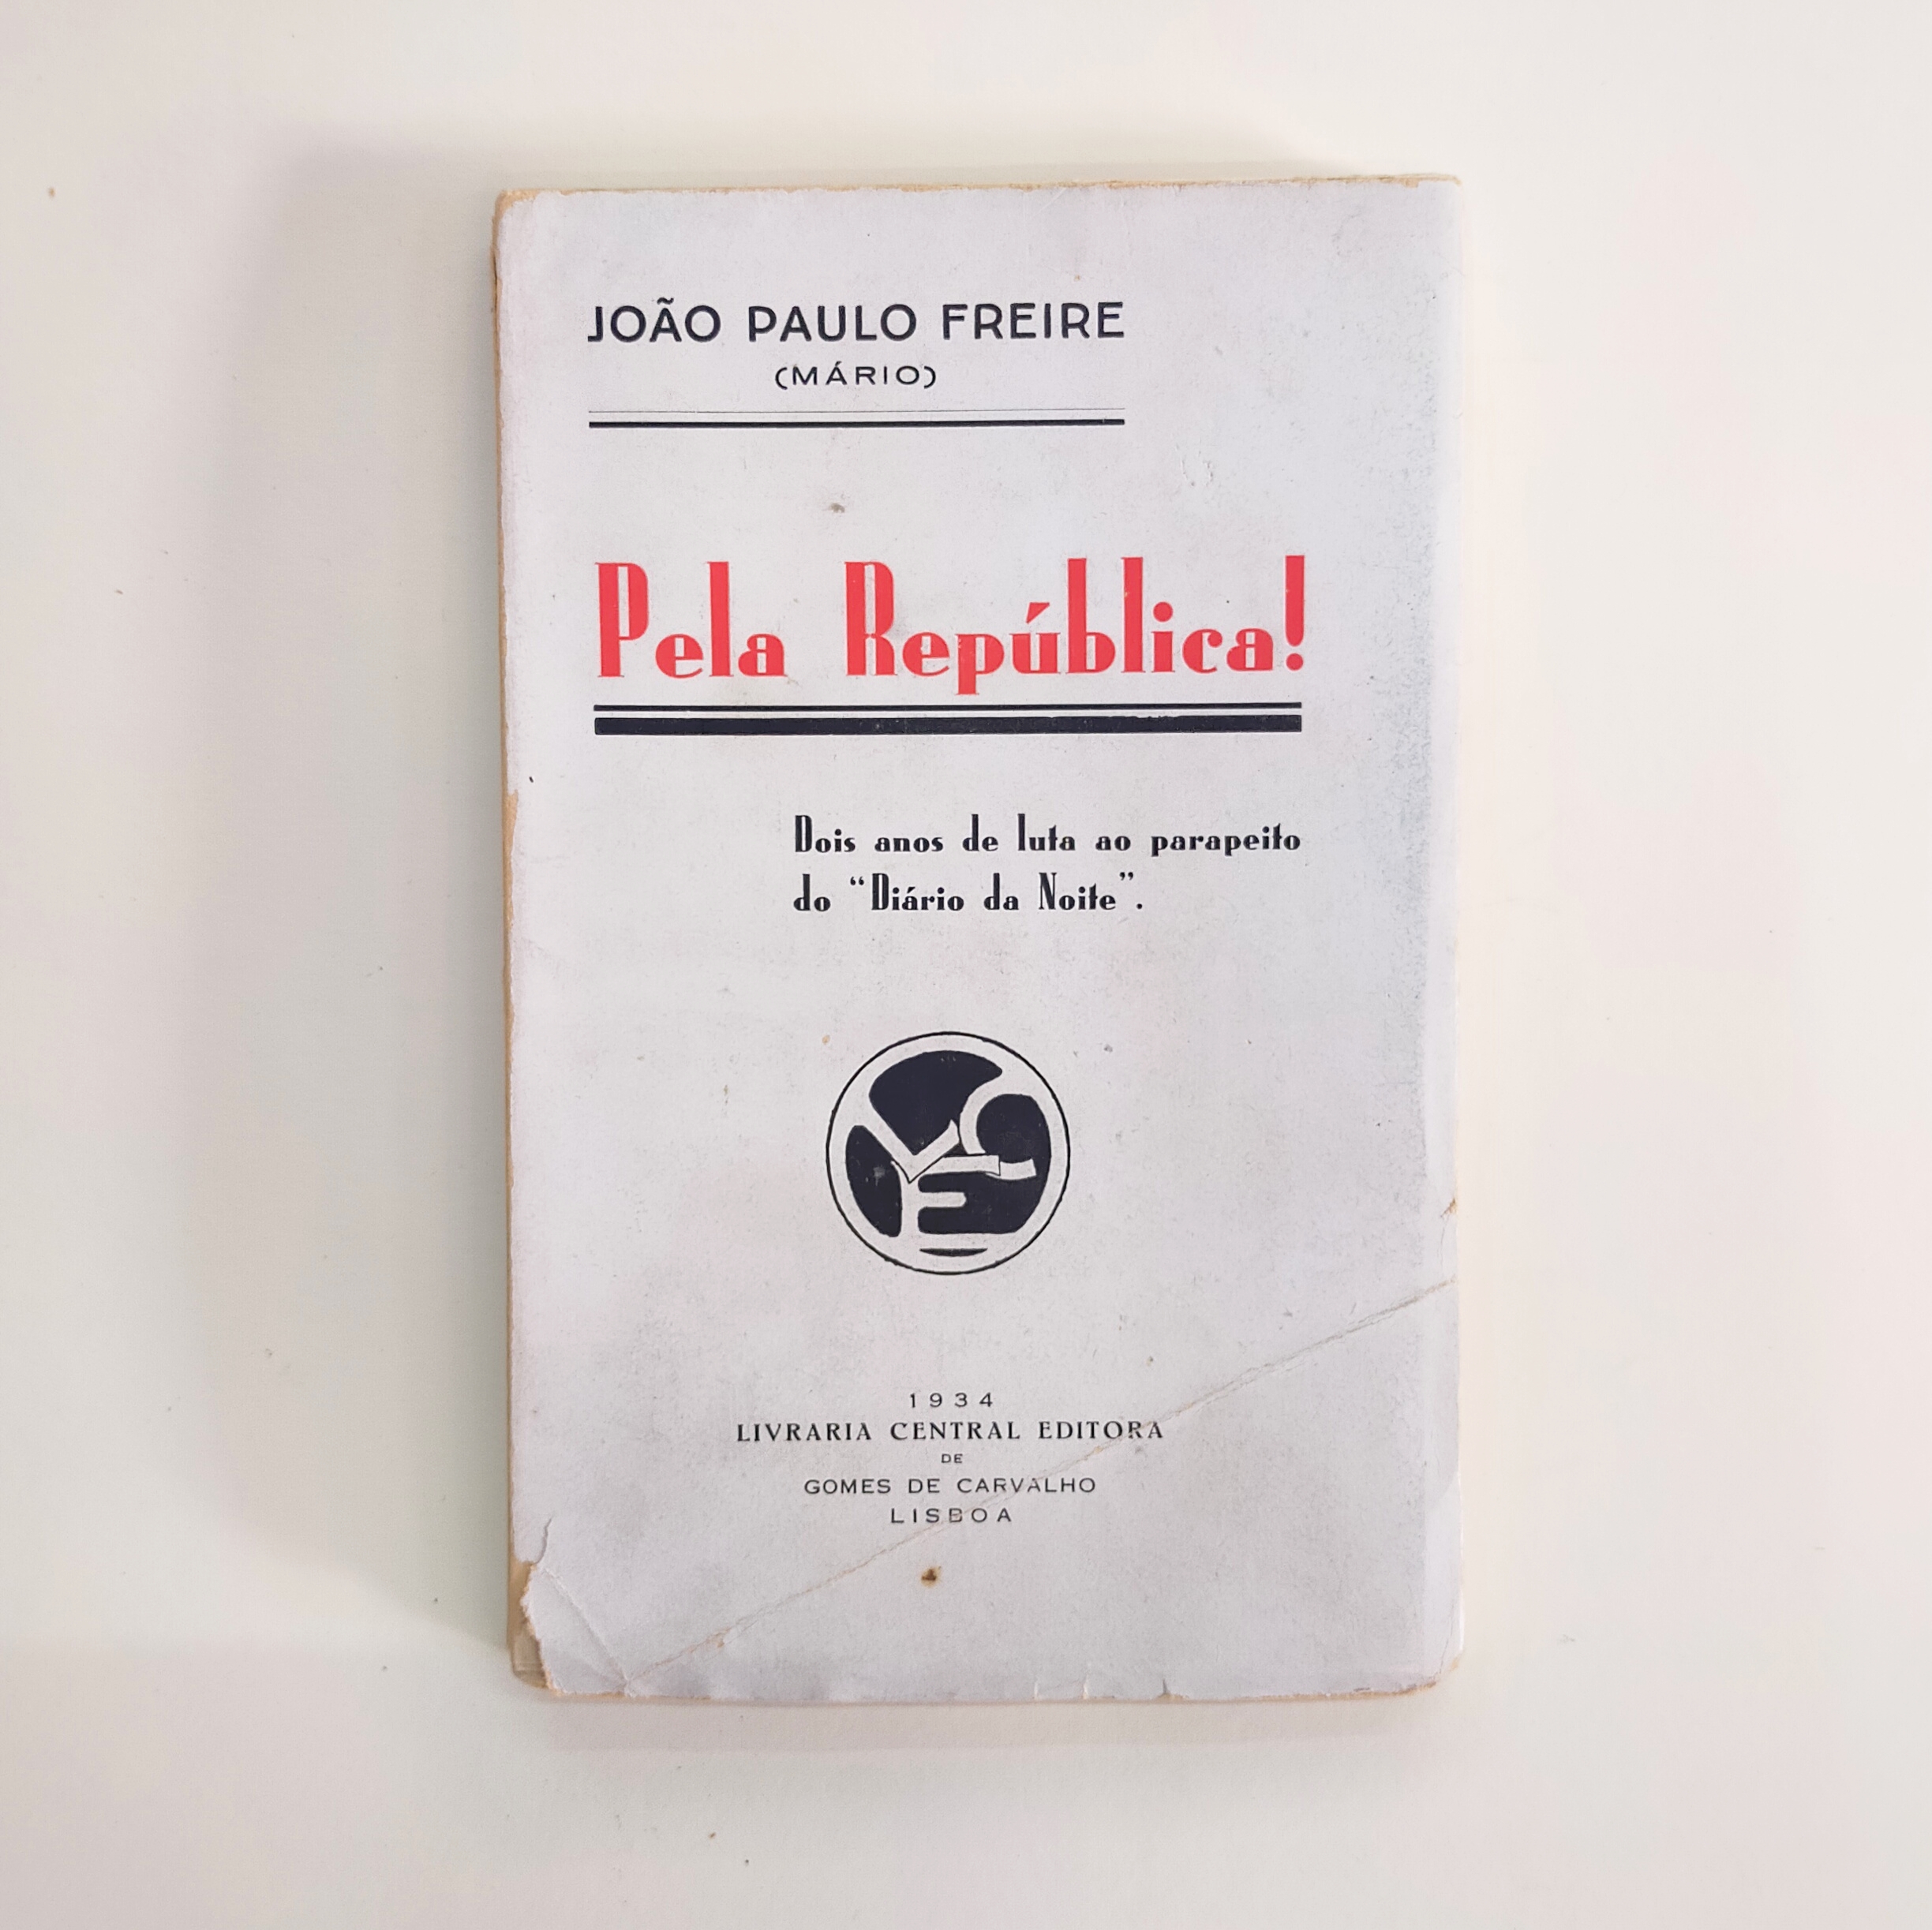 JOÃO PAULO FREIRE
(MÁRIO)
Pela República!
Dois anos de luta ao parapeito
do “Diário da Noite”.
LCE
1934
LIVRARIA CENTRAL EDITORA
DE
GOMES DE CARVALHO
LISBOA